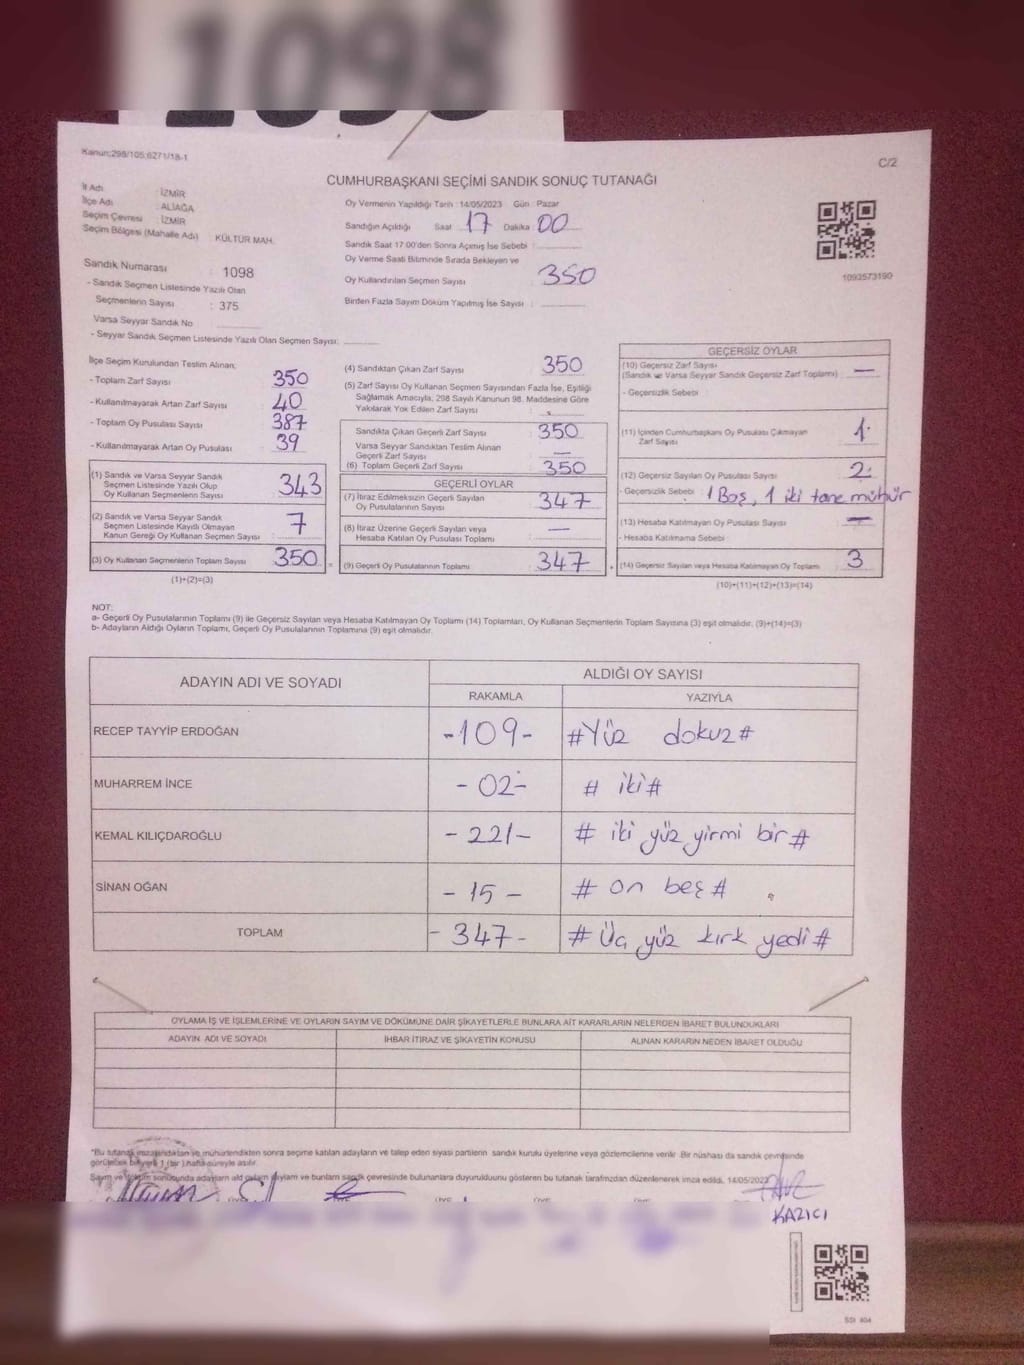 1098
Kanun:298/105,6271/18-1
C/2
CUMHURBAŞKANI SEÇİMİ SANDIK SONUÇ TUTANAĞI
İl Adı : İZMİR
İlçe Adı : ALİAĞA
Seçim Çevresi : İZMİR
Seçim Bölgesi (Mahalle Adı) : KÜLTÜR MAH.
Oy Vermenin Yapıldığı Tarih : 14/05/2023 Gün : Pazar
Sandığın Açıldığı Saat 17 Dakika 00
Sandık Saat 17:00'den Sonra Açılmış İse Sebebi :
Oy Verme Saati Bitiminde Sırada Bekleyen ve
Oy Kullandırılan Seçmen Sayısı : 350
Birden Fazla Sayım Döküm Yapılmış İse Sayısı :
1093573190
Sandık Numarası : 1098
- Sandık Seçmen Listesinde Yazılı Olan
Seçmenlerin Sayısı : 375
Varsa Seyyar Sandık No :
- Seyyar Sandık Seçmen Listesinde Yazılı Olan Seçmen Sayısı:
İlçe Seçim Kurulundan Teslim Alınan;
- Toplam Zarf Sayısı : 350
- Kullanılmayarak Artan Zarf Sayısı : 40
- Toplam Oy Pusulası Sayısı : 387
- Kullanılmayarak Artan Oy Pusulası : 39
(1) Sandık ve Varsa Seyyar Sandık
Seçmen Listesinde Yazılı Olup
Oy Kullanan Seçmenlerin Sayısı : 343
(2) Sandık ve Varsa Seyyar Sandık
Seçmen Listesinde Kayıtlı Olmayan
Kanun Gereği Oy Kullanan Seçmen Sayısı : 7
(3) Oy Kullanan Seçmenlerin Toplam Sayısı : 350
(1)+(2)=(3)
(4) Sandıktan Çıkan Zarf Sayısı : 350
(5) Zarf Sayısı Oy Kullanan Seçmen Sayısından Fazla İse, Eşitliği
Sağlamak Amacıyla, 298 Sayılı Kanunun 98. Maddesine Göre
Yakılarak Yok Edilen Zarf Sayısı :
Sandıkta Çıkan Geçerli Zarf Sayısı : 350
Varsa Seyyar Sandıktan Teslim Alınan
Geçerli Zarf Sayısı : —
(6) Toplam Geçerli Zarf Sayısı : 350
GEÇERLİ OYLAR
(7) İtiraz Edilmeksizin Geçerli Sayılan
Oy Pusulalarının Sayısı : 347
(8) İtiraz Üzerine Geçerli Sayılan veya
Hesaba Katılan Oy Pusulası Toplamı : —
(9) Geçerli Oy Pusulalarının Toplamı : 347
GEÇERSİZ OYLAR
(10) Geçersiz Zarf Sayısı
(Sandık ve Varsa Seyyar Sandık Geçersiz Zarf Toplamı) : —
- Geçersizlik Sebebi :
(11) İçinden Cumhurbaşkanı Oy Pusulası Çıkmayan
Zarf Sayısı : 1
(12) Geçersiz Sayılan Oy Pusulası Sayısı : 2
- Geçersizlik Sebebi : 1 Boş, 1 iki tane mühür
(13) Hesaba Katılmayan Oy Pusulası Sayısı : —
- Hesaba Katılmama Sebebi :
(14) Geçersiz Sayılan veya Hesaba Katılmayan Oy Toplamı : 3
(10)+(11)+(12)+(13)=(14)
NOT:
a- Geçerli Oy Pusulalarının Toplamı (9) ile Geçersiz Sayılan veya Hesaba Katılmayan Oy Toplamı (14) Toplamları, Oy Kullanan Seçmenlerin Toplam Sayısına (3) eşit olmalıdır. (9)+(14)=(3)
b- Adayların Aldığı Oyların Toplamı, Geçerli Oy Pusulalarının Toplamına (9) eşit olmalıdır.
ADAYIN ADI VE SOYADI ALDIĞI OY SAYISI
RAKAMLA YAZIYLA
RECEP TAYYİP ERDOĞAN -109- #Yüz dokuz#
MUHARREM İNCE -02- # iki#
KEMAL KILIÇDAROĞLU -221- # iki yüz yirmi bir#
SİNAN OĞAN -15- # on beş #
TOPLAM -347- # üç yüz kırk yedi #
OYLAMA İŞ VE İŞLEMLERİNE VE OYLARIN SAYIM VE DÖKÜMÜNE DAİR ŞİKAYETLERLE BUNLARA AİT KARARLARIN NELERDEN İBARET BULUNDUKLARI
ADAYIN ADI VE SOYADI İHBAR İTİRAZ VE ŞİKAYETİN KONUSU ALINAN KARARIN NEDEN İBARET OLDUĞU
*Bu tutanak imzalandıktan ve mühürlendikten sonra seçime katılan adayların ve talep eden siyasi partilerin sandık kurulu üyelerine veya gözlemcilerine verilir. Bir nüshası da sandık çevresinde
görülebilecek bir yere 1 (bir) hafta süreyle asılır.
Sayım ve döküm sonucunda adayların aldığı oyların sayım ve bunların sandık çevresinde bulunanlara duyurulduğunu gösteren bu tutanak tarafımızdan düzenlenerek imza edildi. 14/05/2023
KAZICI